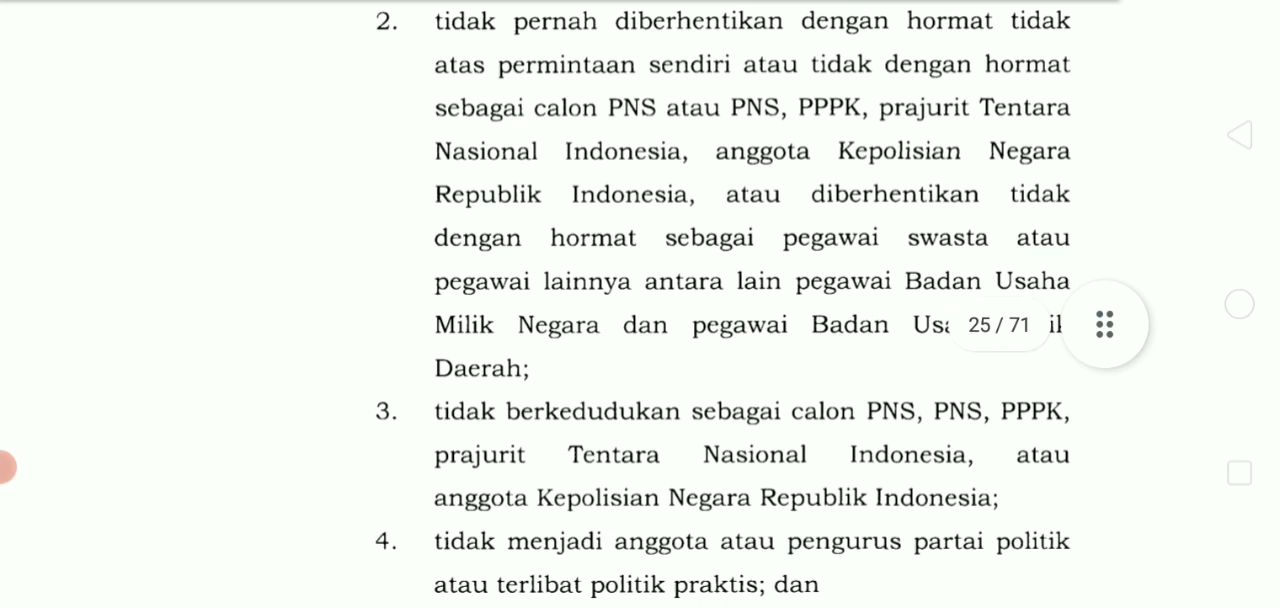 2. tidak pernah diberhentikan dengan hormat tidak
atas permintaan sendiri atau tidak dengan hormat
sebagai calon PNS atau PNS, PPPK, prajurit Tentara
Nasional Indonesia, anggota Kepolisian Negara
Republik Indonesia, atau diberhentikan tidak
dengan hormat sebagai pegawai swasta atau
pegawai lainnya antara lain pegawai Badan Usaha
Milik Negara dan pegawai Badan 25 / 71
Daerah;
3. tidak berkedudukan sebagai calon PNS, PNS, PPPK,
prajurit Tentara Nasional Indonesia, atau
anggota Kepolisian Negara Republik Indonesia;
4. tidak menjadi anggota atau pengurus partai politik
atau terlibat politik praktis; dan